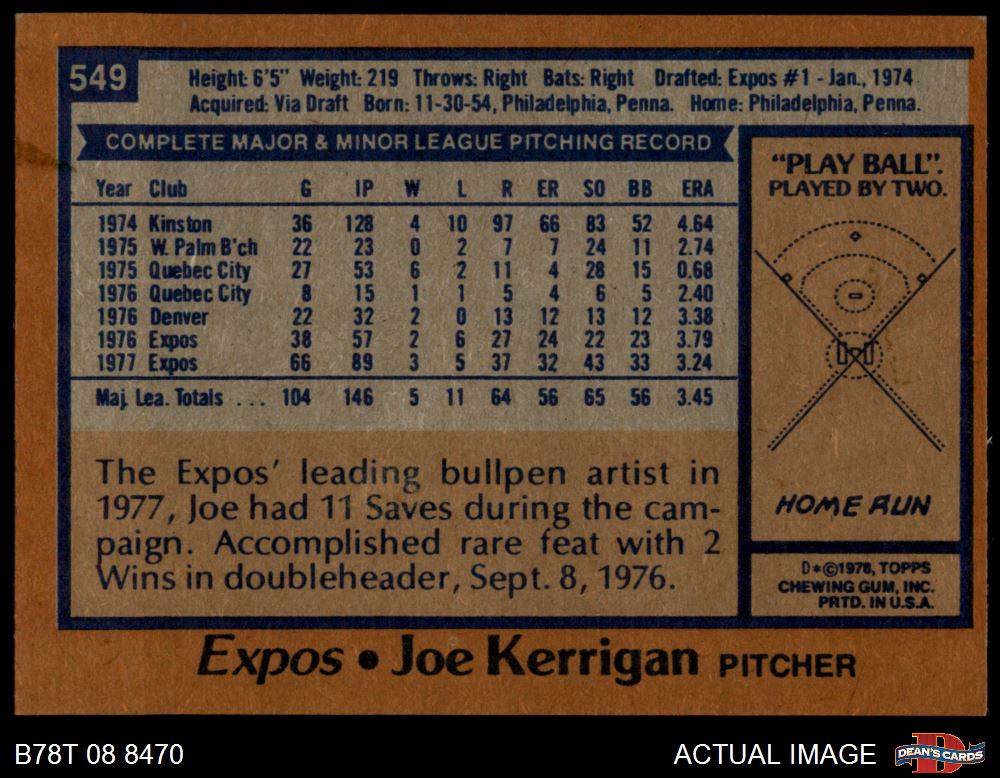 549
Height: 6'5" Weight: 219 Throws: Right Bats: Right Drafted: Expos #1 - Jan., 1974
Acquired: Via Draft Born: 11-30-54, Philadelphia, Penna. Home: Philadelphia, Penna.
COMPLETE MAJOR & MINOR LEAGUE PITCHING RECORD
Year Club G IP W L R ER SO BB ERA
1974 Kinston 36 128 4 10 97 66 83 52 4.64
1975 W. Palm B'ch 22 23 0 2 7 7 24 11 2.74
1975 Quebec City 27 53 6 2 11 4 28 15 0.68
1976 Quebec City 8 15 1 1 5 4 6 5 2.40
1976 Denver 22 32 2 0 13 12 13 12 3.38
1976 Expos 38 57 2 6 27 24 22 23 3.79
1977 Expos 66 89 3 5 37 32 43 33 3.24
Maj. Lea. Totals ... 104 146 5 11 64 56 65 56 3.45
The Expos' leading bullpen artist in
1977, Joe had 11 Saves during the cam-
paign. Accomplished rare feat with 2
Wins in doubleheader, Sept. 8, 1976.
"PLAY BALL".
PLAYED BY TWO.
HOME RUN
D*©1978, TOPPS
CHEWING GUM, INC.
PRTD. IN U.S.A.
Expos • Joe Kerrigan PITCHER
B78T 08 8470
ACTUAL IMAGE
DEAN'S CARDS